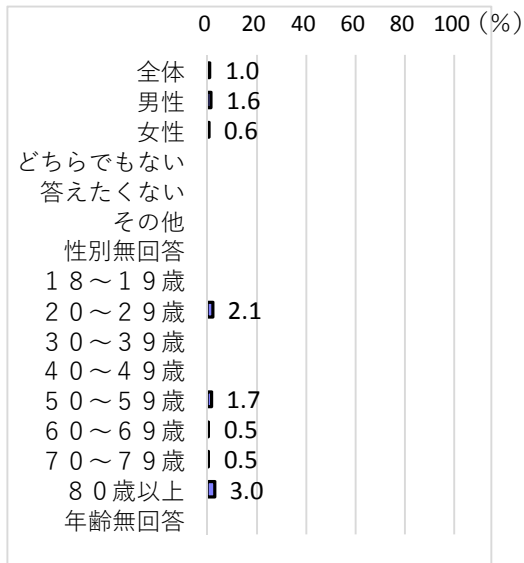 0 20 40 60 80 100 (%)
全体 1.0
男性 1.6
女性 0.6
どちらでもない
答えたくない
その他
性別無回答
１８～１９歳
２０～２９歳 2.1
３０～３９歳
４０～４９歳
５０～５９歳 1.7
６０～６９歳 0.5
７０～７９歳 0.5
８０歳以上 3.0
年齢無回答